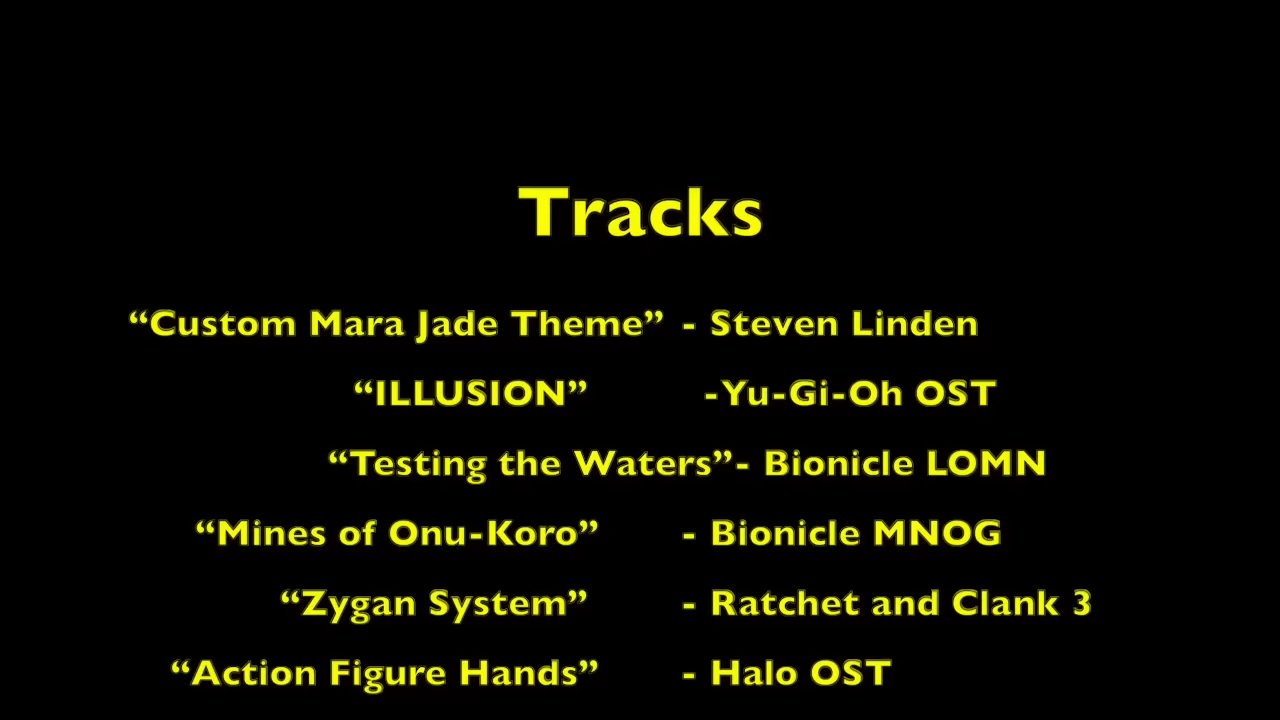 Tracks
“Custom Mara Jade Theme” - Steven Linden
“ILLUSION” -Yu-Gi-Oh OST
“Testing the Waters”- Bionicle LOMN
“Mines of Onu-Koro” - Bionicle MNOG
“Zygan System” - Ratchet and Clank 3
“Action Figure Hands” - Halo OST